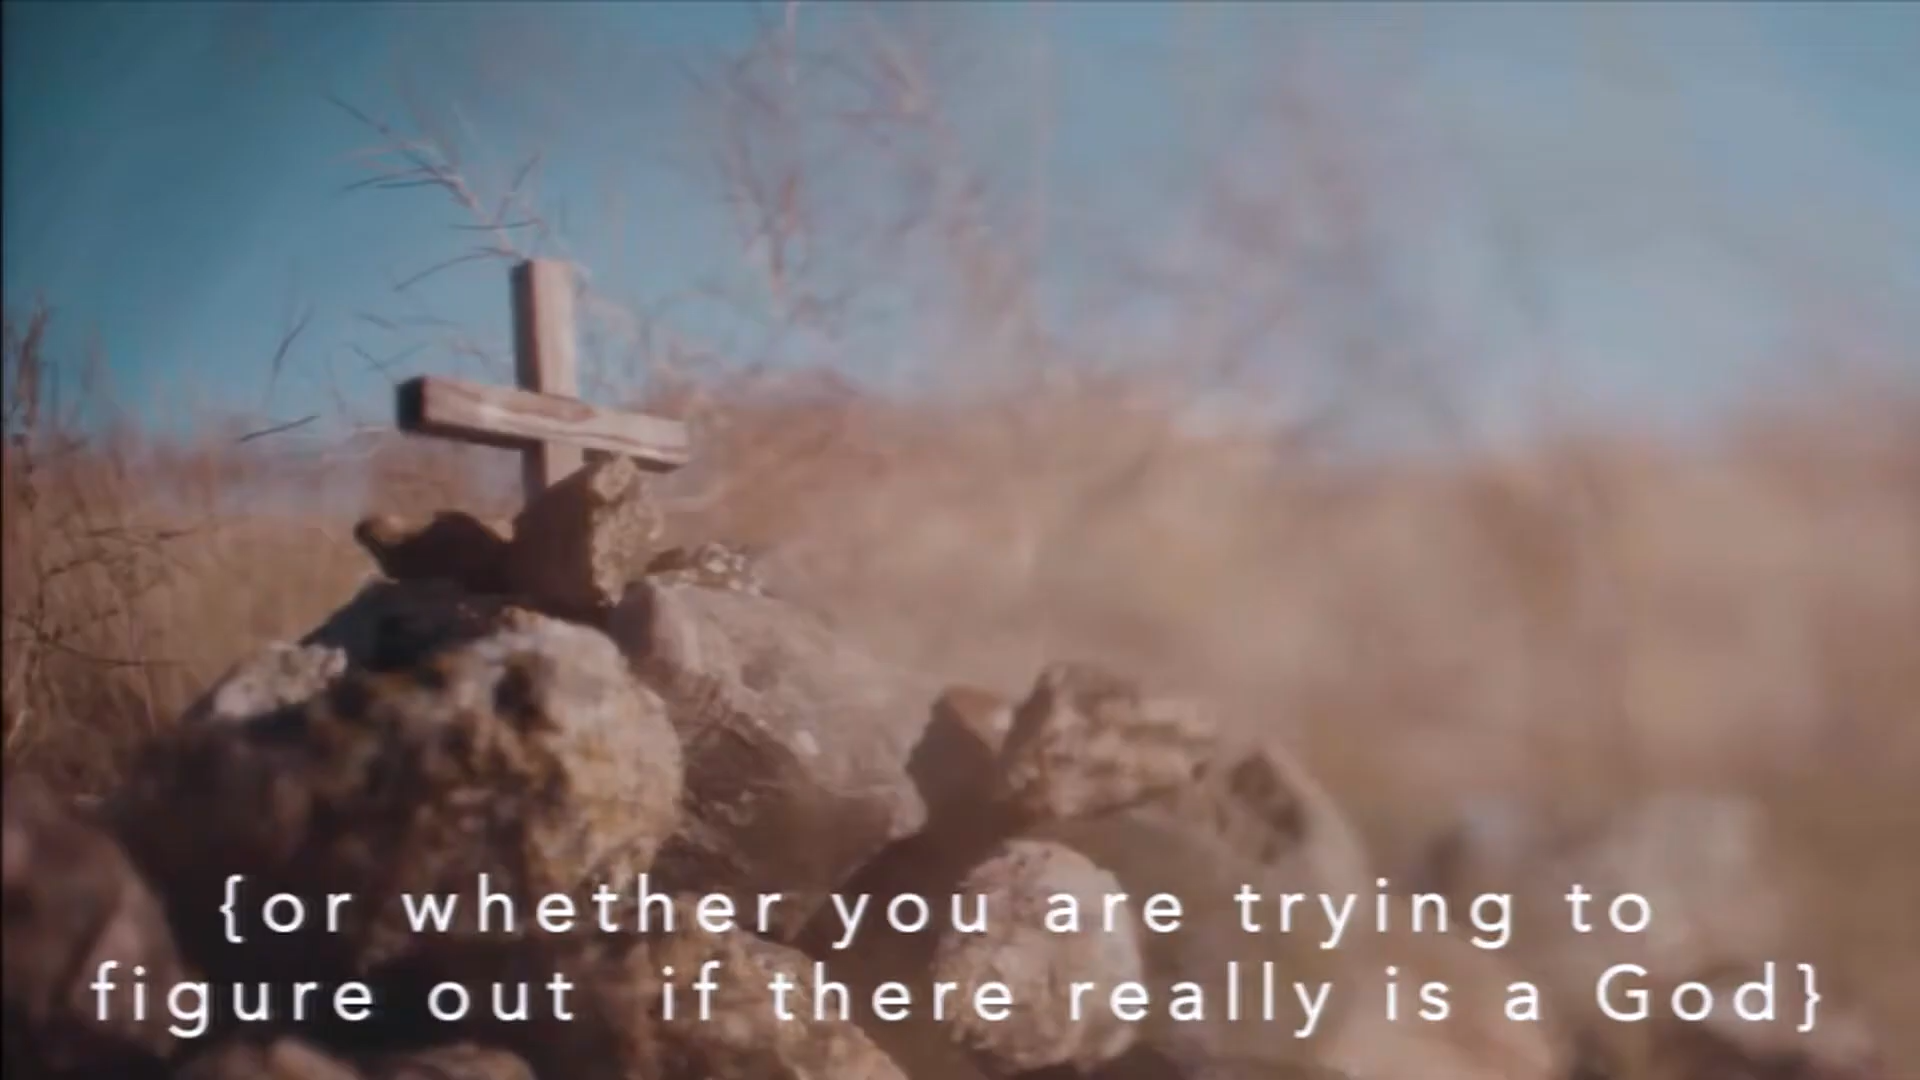 {or whether you are trying to
figure out  if there really is a God}